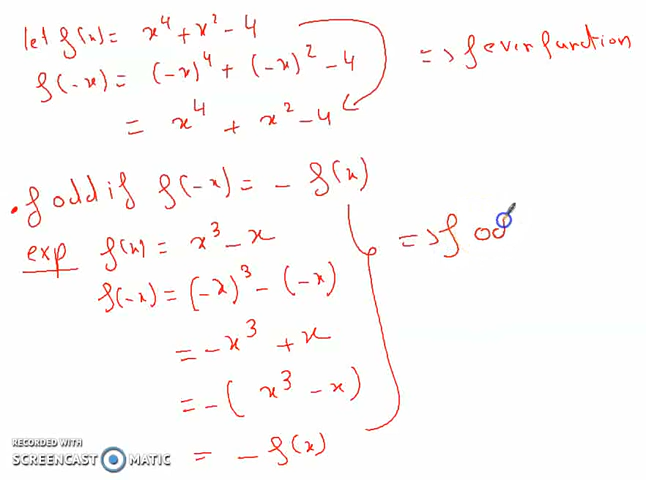 let f(x) = x⁴ + x² - 4
f(-x) = (-x)⁴ + (-x)² - 4 => f even function
= x⁴ + x² - 4
• f odd if f(-x) = - f(x)
exp f(x) = x³ - x => f od
f(-x) = (-x)³ - (-x)
= -x³ + x
= -( x³ - x)
= - f(x)
RECORDED WITH
SCREENCAST MATIC